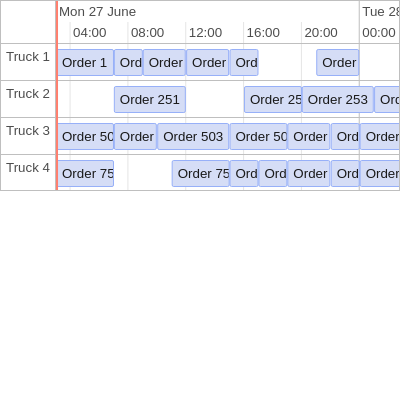 Mon 27 June Tue 28
04:00 08:00 12:00 16:00 20:00 00:00
Truck 1 Order 1 Ord Order Order Ord Order
Truck 2 Order 251 Order 25 Order 253 Ord
Truck 3 Order 50 Order Order 503 Order 50 Order Ord Order
Truck 4 Order 75 Order 75 Ord Ord Order Ord Order